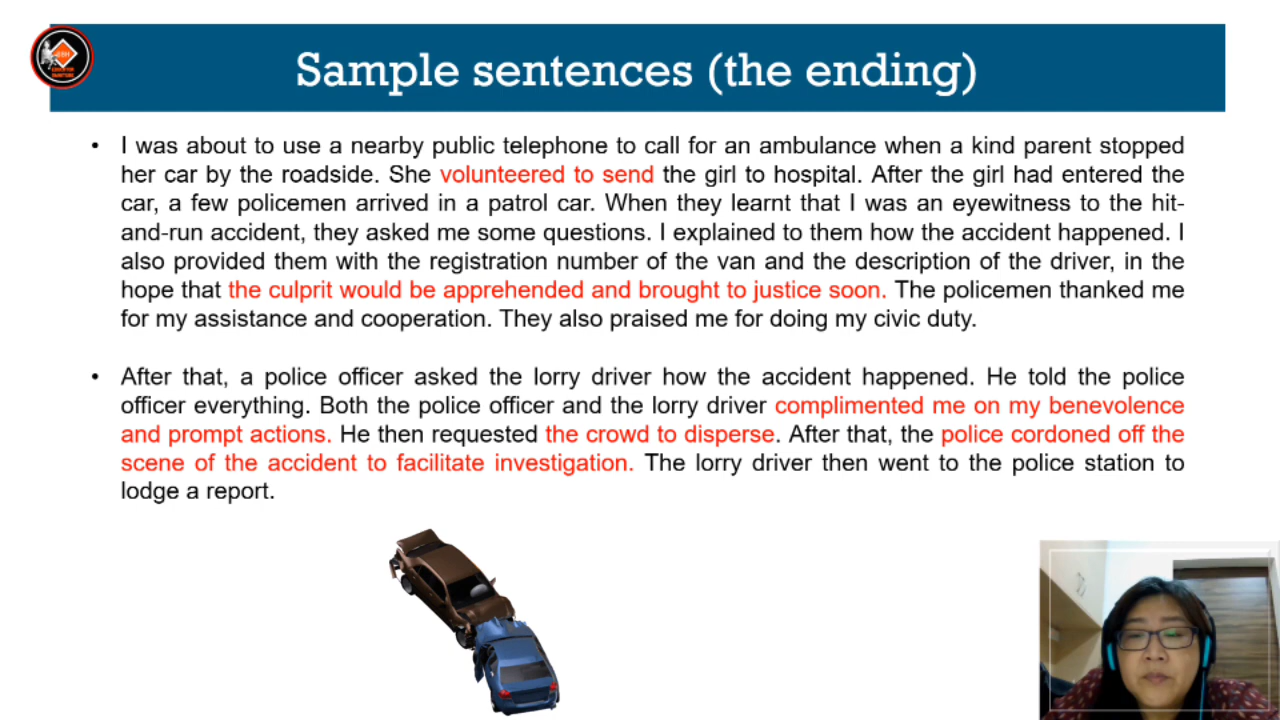 Sample sentences (the ending)
• I was about to use a nearby public telephone to call for an ambulance when a kind parent stopped
her car by the roadside. She volunteered to send the girl to hospital. After the girl had entered the
car, a few policemen arrived in a patrol car. When they learnt that I was an eyewitness to the hit-
and-run accident, they asked me some questions. I explained to them how the accident happened. I
also provided them with the registration number of the van and the description of the driver, in the
hope that the culprit would be apprehended and brought to justice soon. The policemen thanked me
for my assistance and cooperation. They also praised me for doing my civic duty.
• After that, a police officer asked the lorry driver how the accident happened. He told the police
officer everything. Both the police officer and the lorry driver complimented me on my benevolence
and prompt actions. He then requested the crowd to disperse. After that, the police cordoned off the
scene of the accident to facilitate investigation. The lorry driver then went to the police station to
lodge a report.